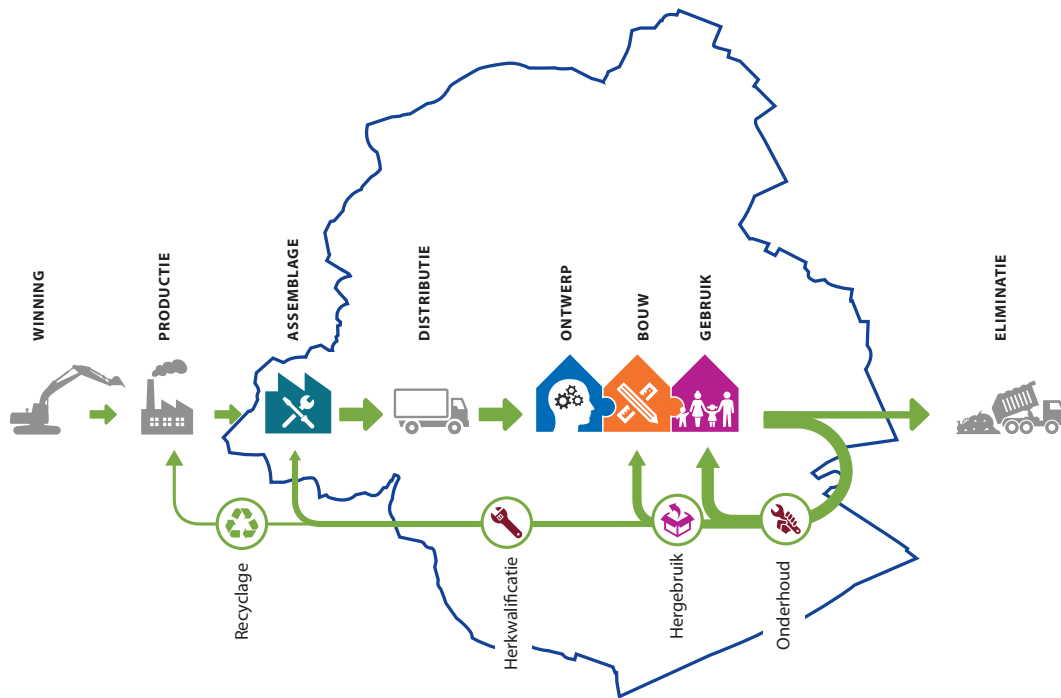 WINNING
PRODUCTIE
ASSEMBLAGE
DISTRIBUTIE
ONTWERP
BOUW
GEBRUIK
ELIMINATIE
Recyclage
Herkwalificatie
Hergebruik
Onderhoud